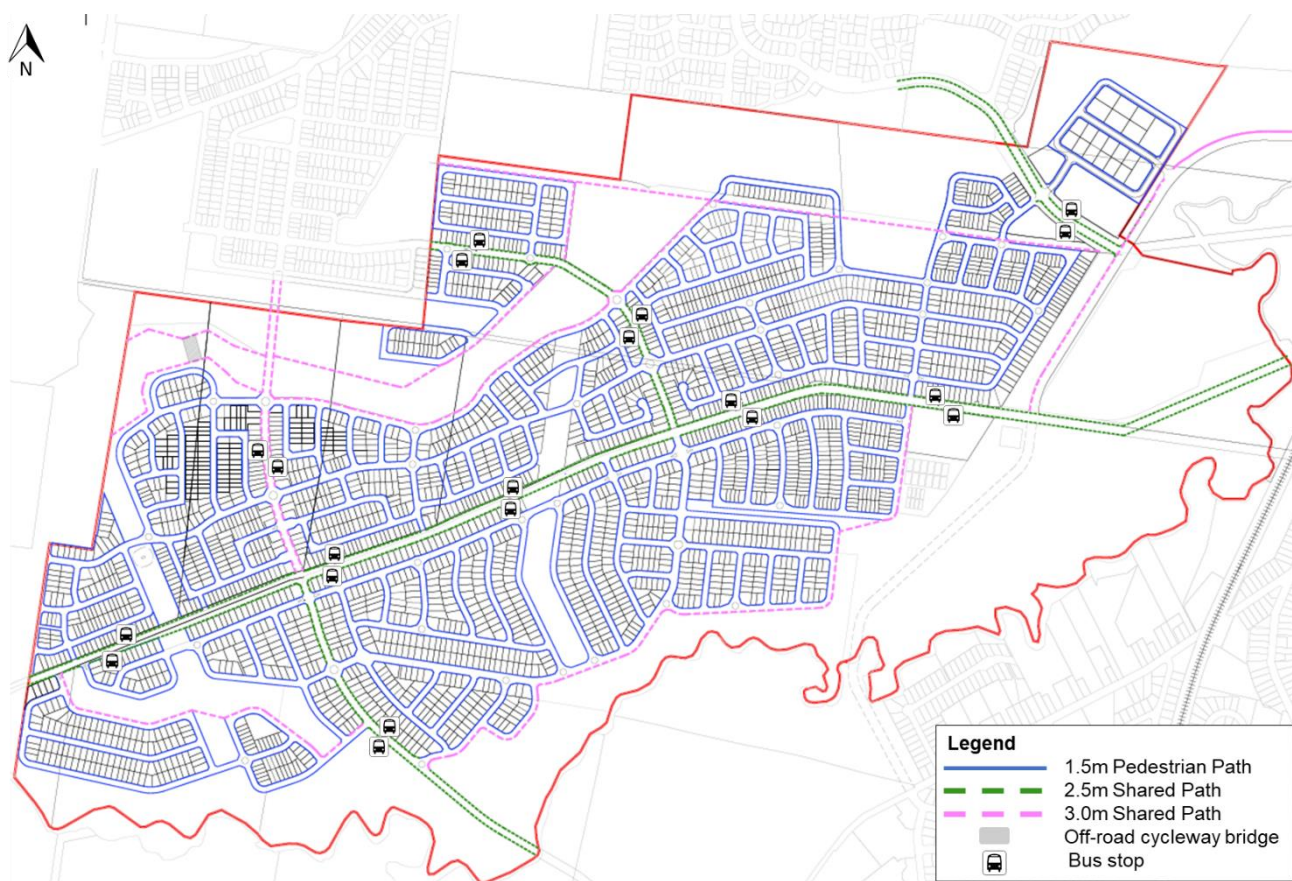 N
Legend
1.5m Pedestrian Path
2.5m Shared Path
3.0m Shared Path
Off-road cycleway bridge
Bus stop